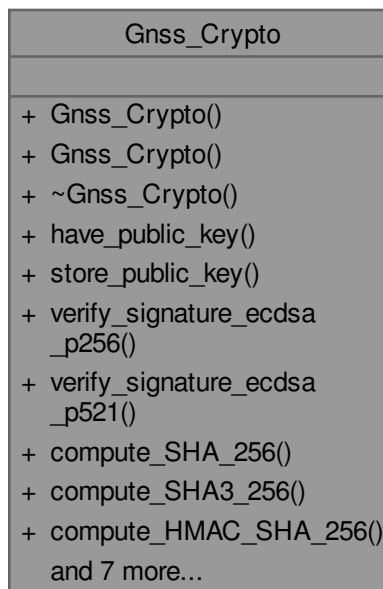 Gnss_Crypto
+ Gnss_Crypto()
+ Gnss_Crypto()
+ ~Gnss_Crypto()
+ have_public_key()
+ store_public_key()
+ verify_signature_ecdsa
_p256()
+ verify_signature_ecdsa
_p521()
+ compute_SHA_256()
+ compute_SHA3_256()
+ compute_HMAC_SHA_256()
and 7 more...